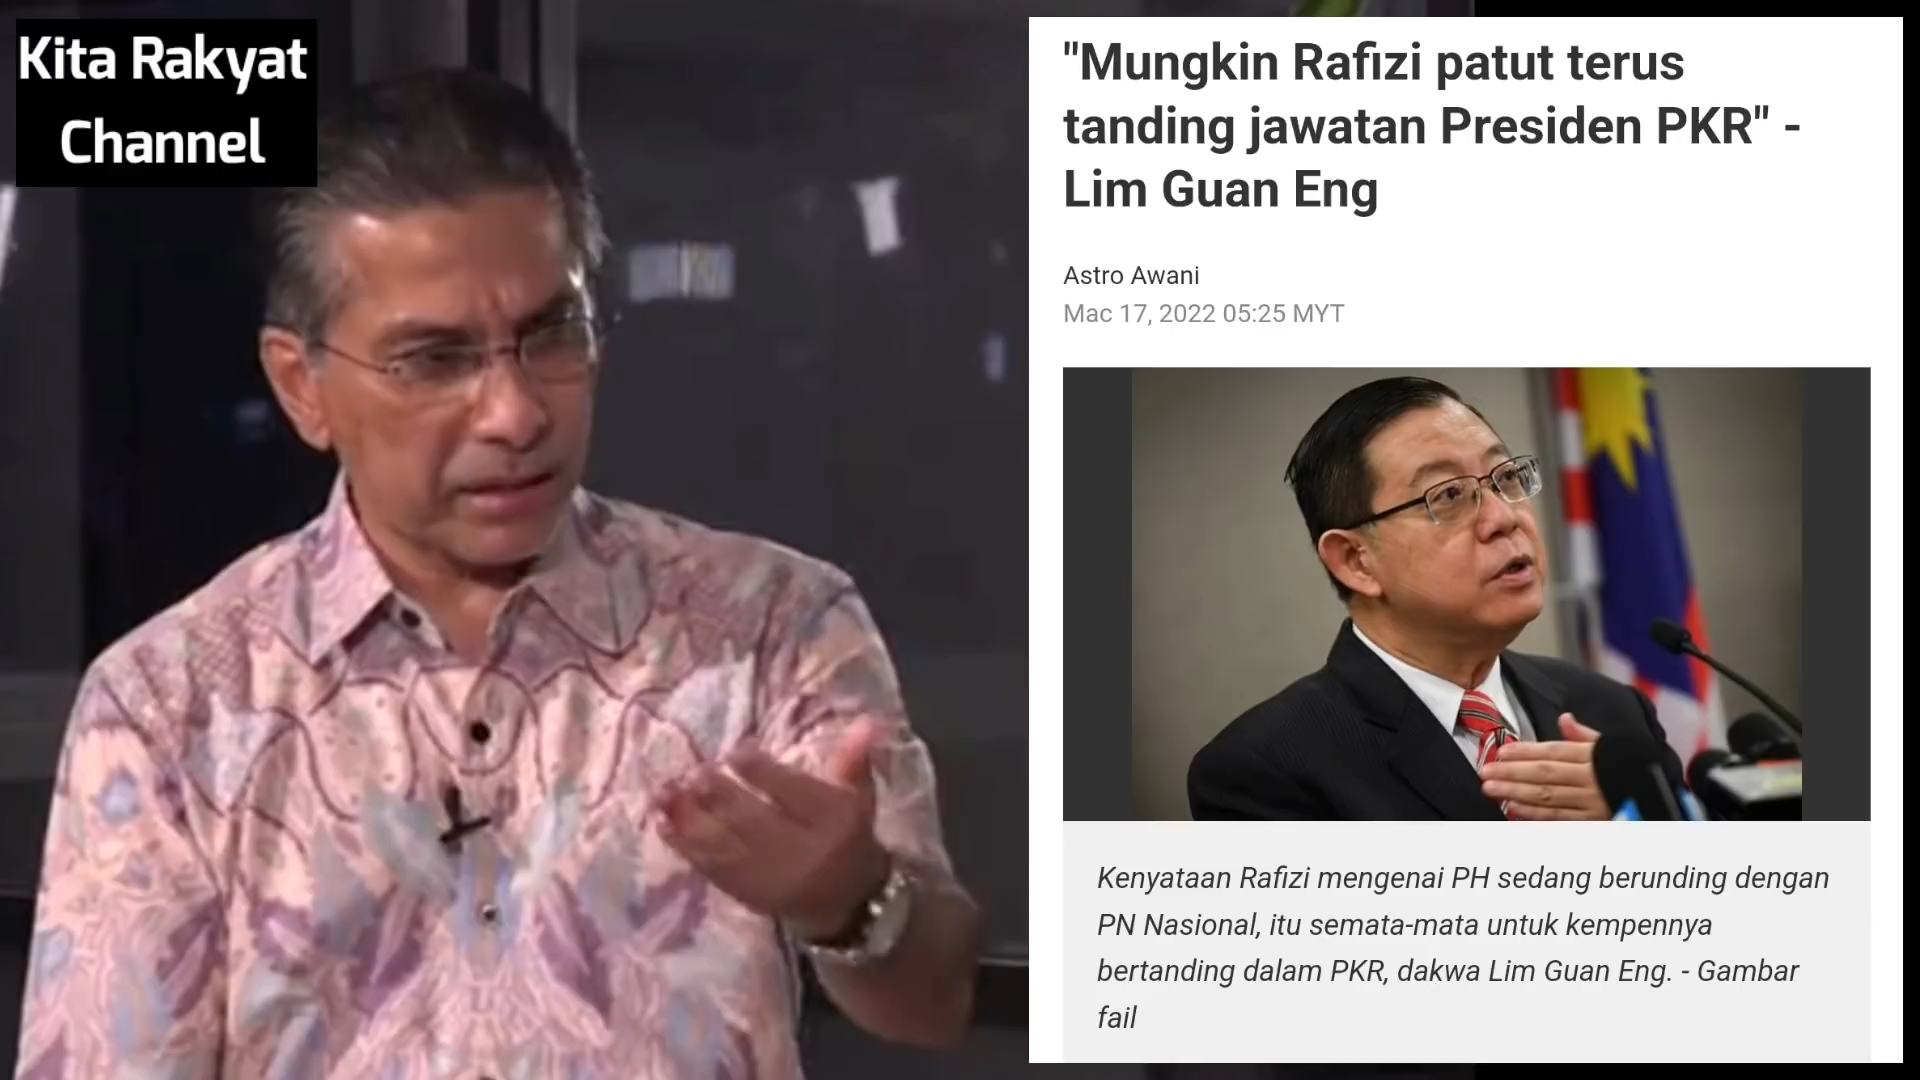 Kita Rakyat
Channel
"Mungkin Rafizi patut terus
tanding jawatan Presiden PKR" -
Lim Guan Eng
Astro Awani
Mac 17, 2022 05:25 MYT
Kenyataan Rafizi mengenai PH sedang berunding dengan
PN Nasional, itu semata-mata untuk kempennya
bertanding dalam PKR, dakwa Lim Guan Eng. - Gambar
fail